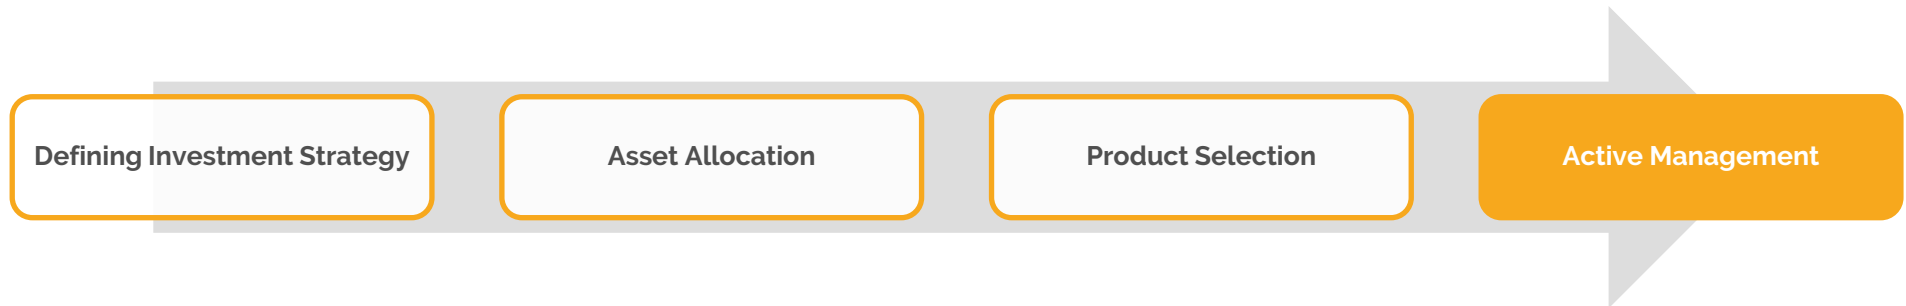 Defining Investment Strategy
Asset Allocation
Product Selection
Active Management